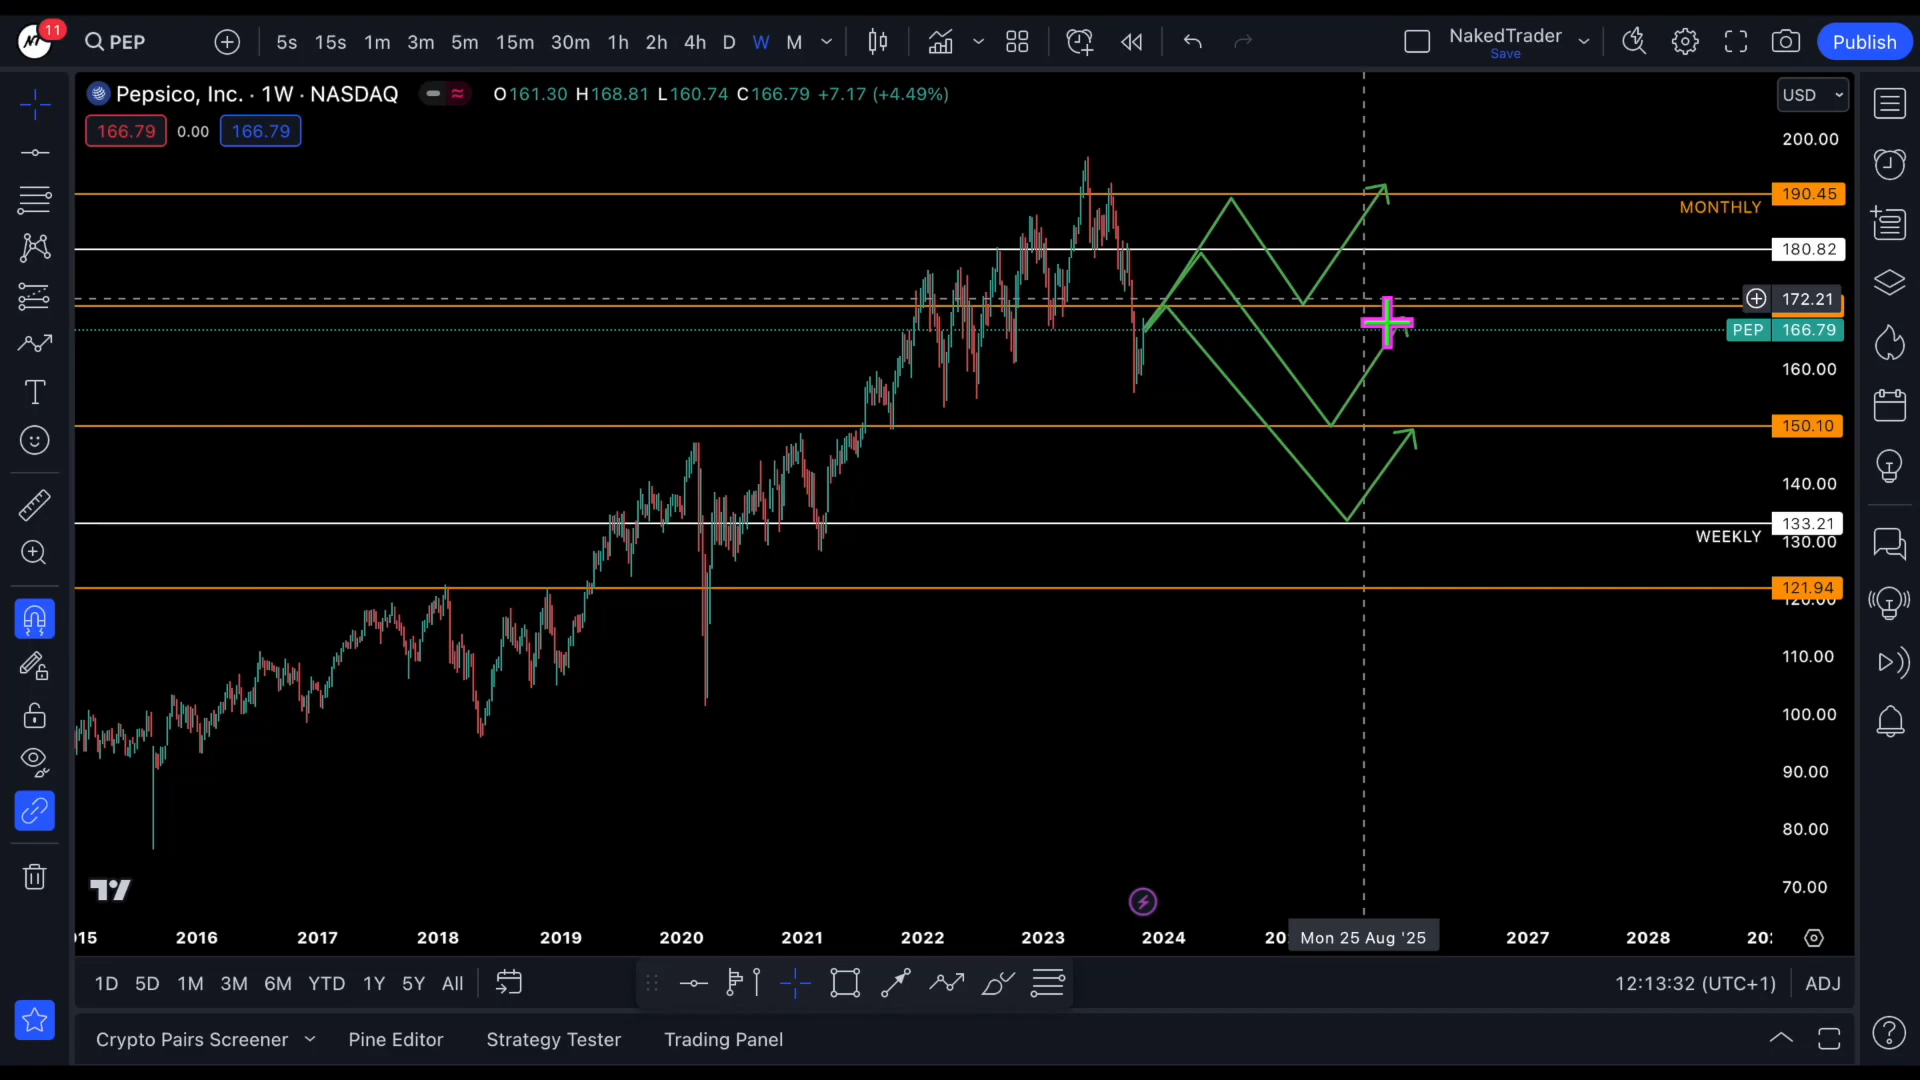 11
PEP
5s 15s 1m 3m 5m 15m 30m 1h 2h 4h D W M
NakedTrader
Save
Publish
Pepsico, Inc. · 1W · NASDAQ
O161.30 H168.81 L160.74 C166.79 +7.17 (+4.49%)
USD
166.79 0.00 166.79
200.00
190.45
MONTHLY
180.82
172.21
PEP 166.79
160.00
150.10
140.00
133.21
WEEKLY
130.00
121.94
120.00
110.00
100.00
90.00
80.00
70.00
15 2016 2017 2018 2019 2020 2021 2022 2023 2024 20 Mon 25 Aug '25 2027 2028 20
1D 5D 1M 3M 6M YTD 1Y 5Y All
12:13:32 (UTC+1) ADJ
Crypto Pairs Screener Pine Editor Strategy Tester Trading Panel